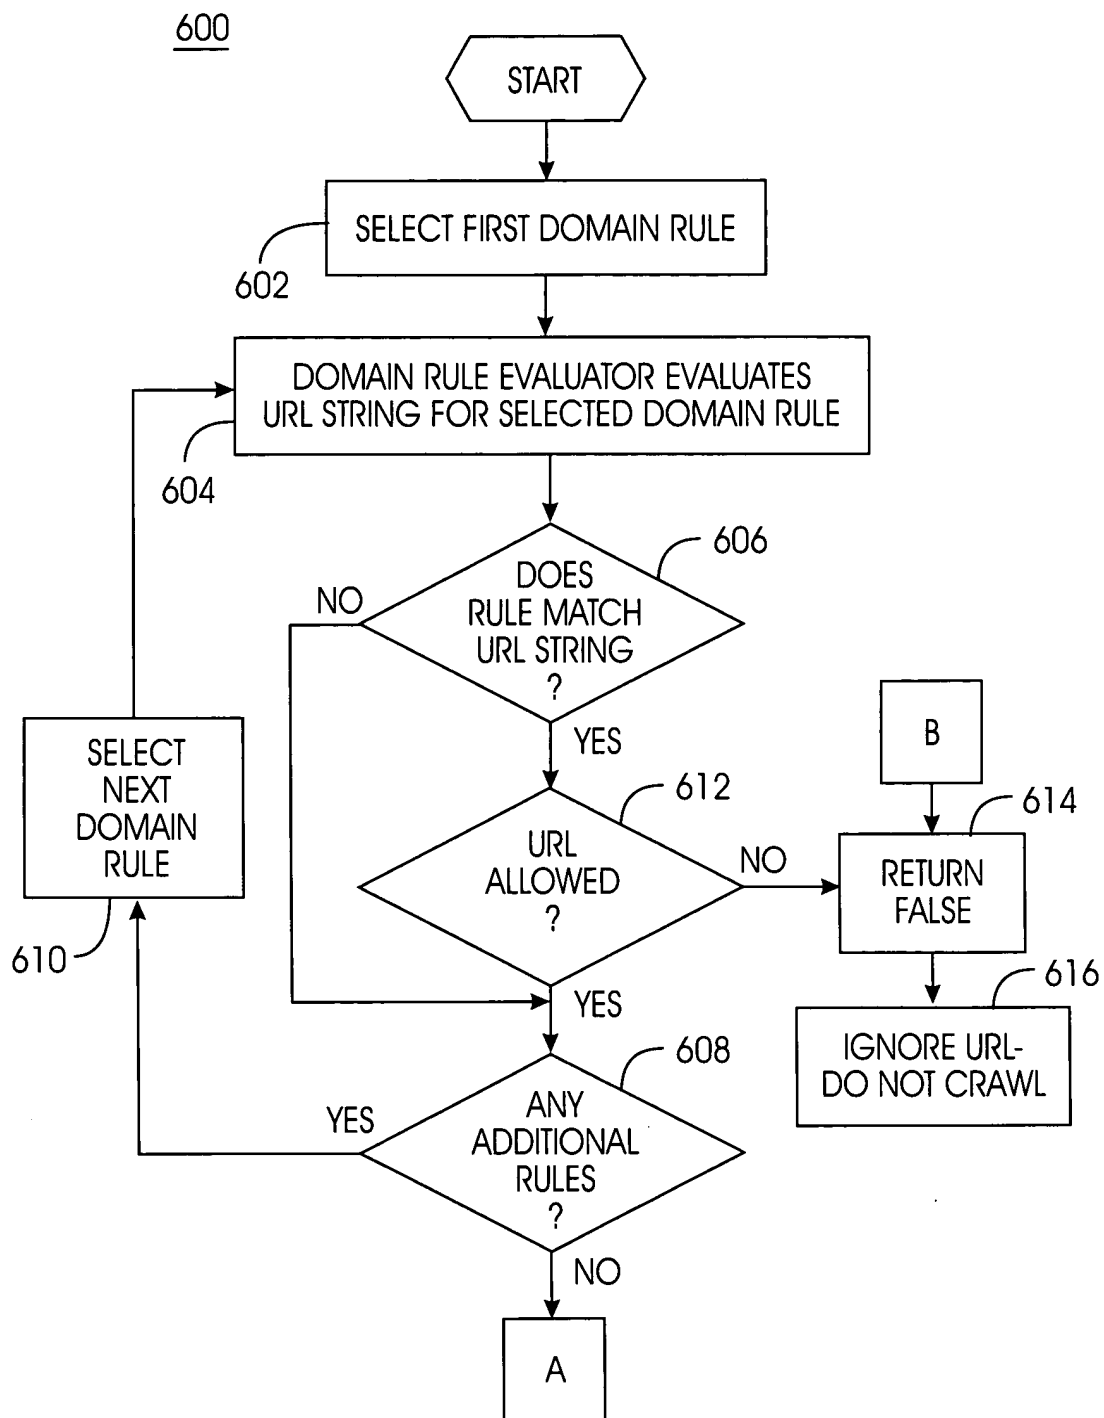 600
START
SELECT FIRST DOMAIN RULE
602
DOMAIN RULE EVALUATOR EVALUATES
URL STRING FOR SELECTED DOMAIN RULE
604
606
DOES
RULE MATCH
URL STRING
?
NO
YES
SELECT
NEXT
DOMAIN
RULE
610
612
URL
ALLOWED
?
NO
YES
B
614
RETURN
FALSE
616
IGNORE URL-
DO NOT CRAWL
608
ANY
ADDITIONAL
RULES
?
YES
NO
A